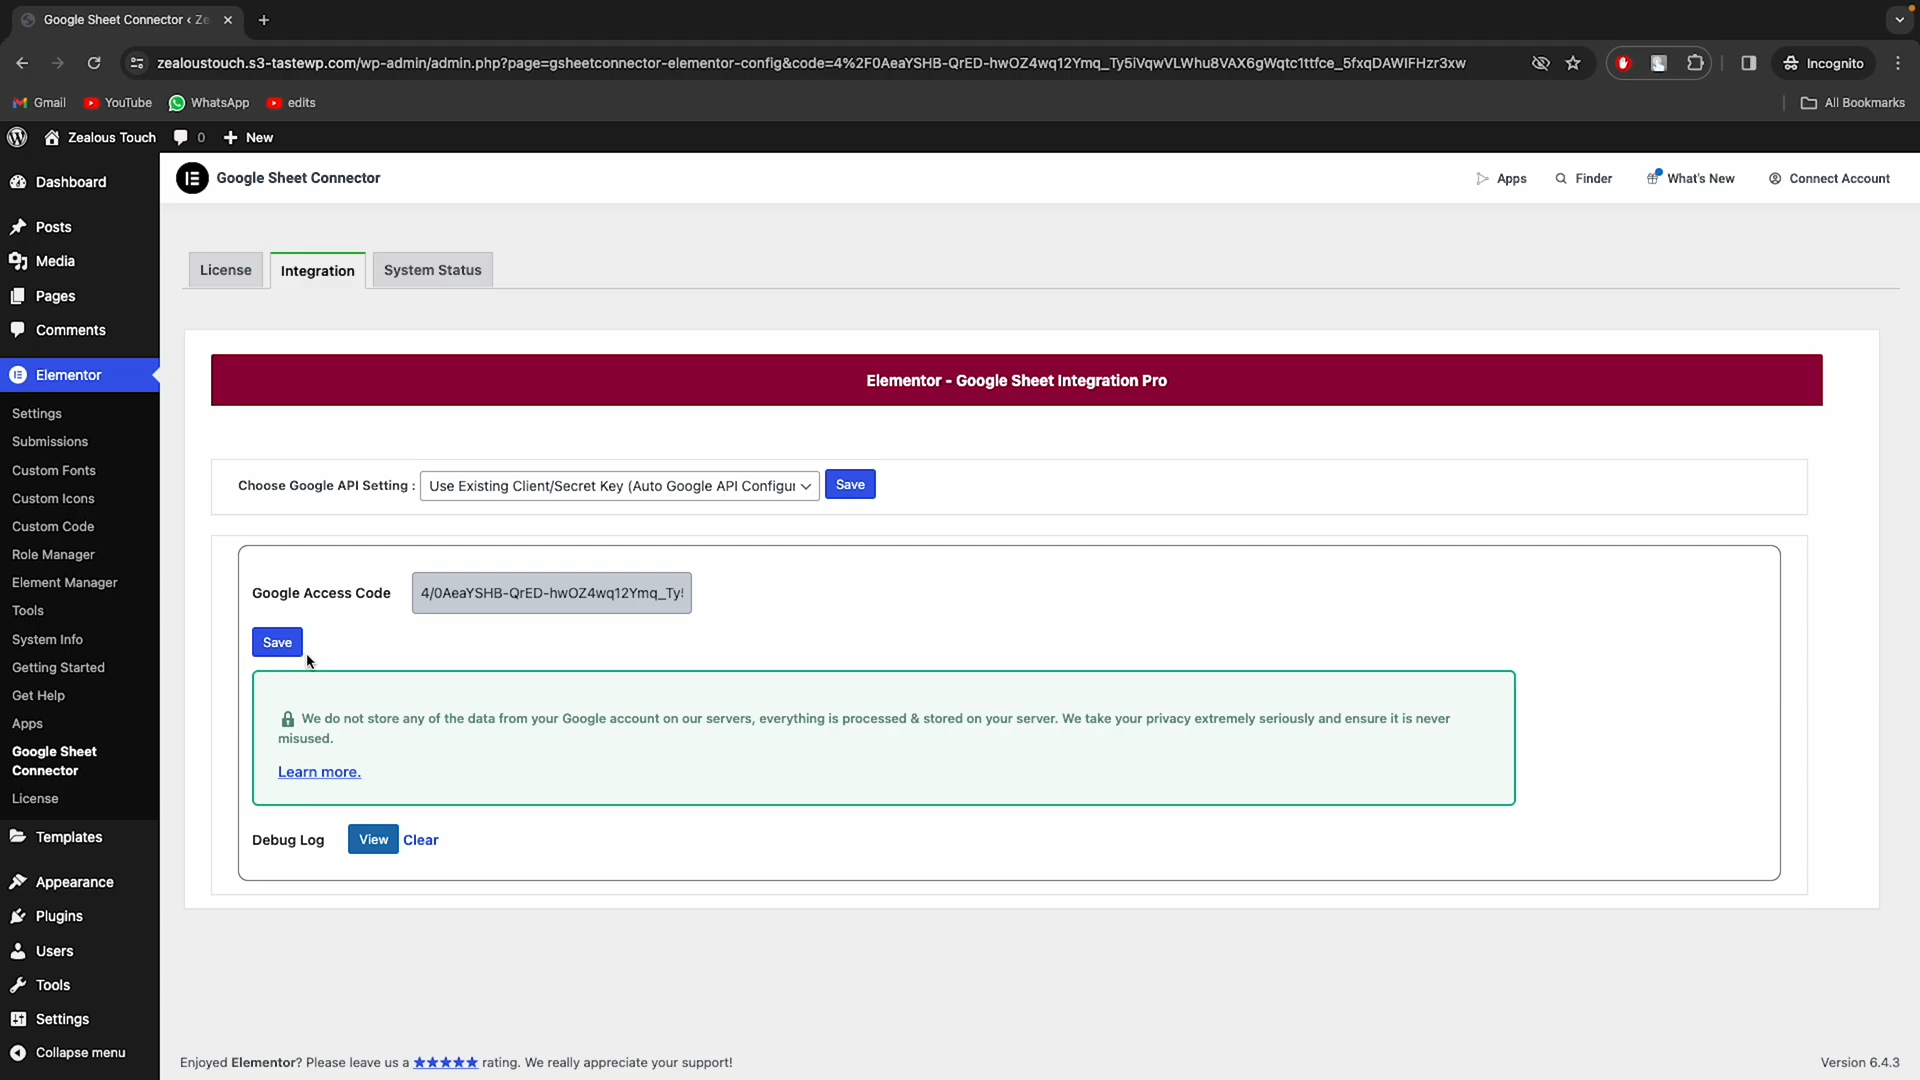 Google Sheet Connector ‹ Ze
zealoustouch.s3-tastewp.com/wp-admin/admin.php?page=gsheetconnector-elementor-config&code=4%2F0AeaYSHB-QrED-hwOZ4wq12Ymq_Ty5iVqwVLWhu8VAX6gWqtc1ttfce_5fxqDAWIFHzr3xw
Incognito
Gmail YouTube WhatsApp edits All Bookmarks
Zealous Touch 0 New
Google Sheet Connector
Apps Finder What's New Connect Account
Dashboard
Posts
Media
Pages
Comments
Elementor
Settings
Submissions
Custom Fonts
Custom Icons
Custom Code
Role Manager
Element Manager
Tools
System Info
Getting Started
Get Help
Apps
Google Sheet
Connector
License
Templates
Appearance
Plugins
Users
Tools
Settings
Collapse menu
License Integration System Status
Elementor - Google Sheet Integration Pro
Choose Google API Setting : Use Existing Client/Secret Key (Auto Google API Configur Save
Google Access Code 4/0AeaYSHB-QrED-hwOZ4wq12Ymq_Ty
Save
We do not store any of the data from your Google account on our servers, everything is processed & stored on your server. We take your privacy extremely seriously and ensure it is never
misused.
Learn more.
Debug Log View Clear
Enjoyed Elementor? Please leave us a ★★★★★ rating. We really appreciate your support!
Version 6.4.3